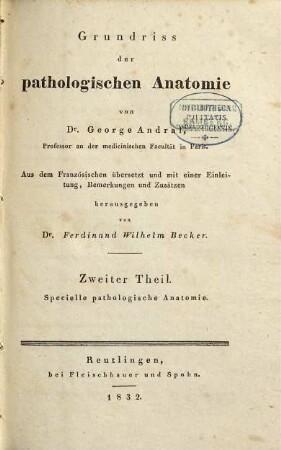 Grundriss
der
pathologischen Anatomie
von
Dr. George Andral,
Professor an der medicinischen Facultät in Paris.
Aus dem Französischen übersetzt und mit einer Einlei-
tung, Bemerkungen und Zusätzen
herausgegeben
von
Dr. Ferdinand Wilhelm Becker.
Zweiter Theil.
Specielle pathologische Anatomie.
Reutlingen,
bei Fleischhauer und Spohn.
1832.